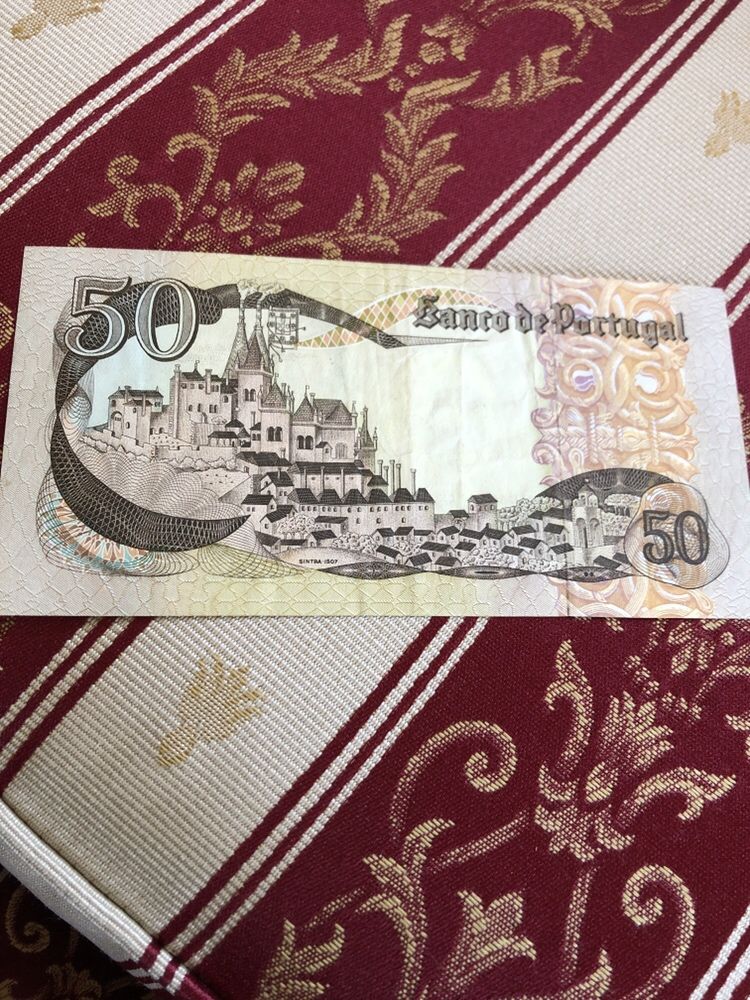 50
Banco de Portugal
SINTRA-1507
50